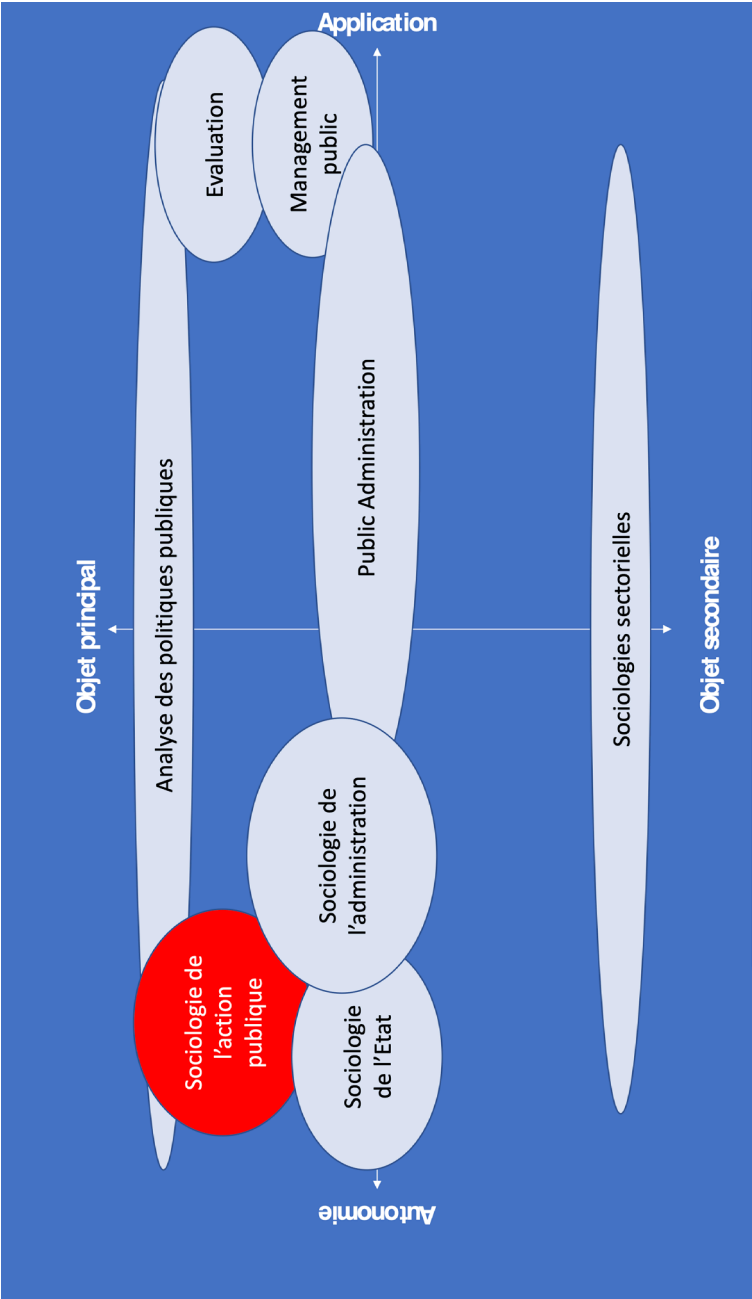 Objet principal
Analyse des politiques publiques
Sociologie de
l’action
publique
Evaluation
Management
public
Autonomie
Sociologie
de l’Etat
Sociologie de
l’administration
Public Administration
Application
Sociologies sectorielles
Objet secondaire